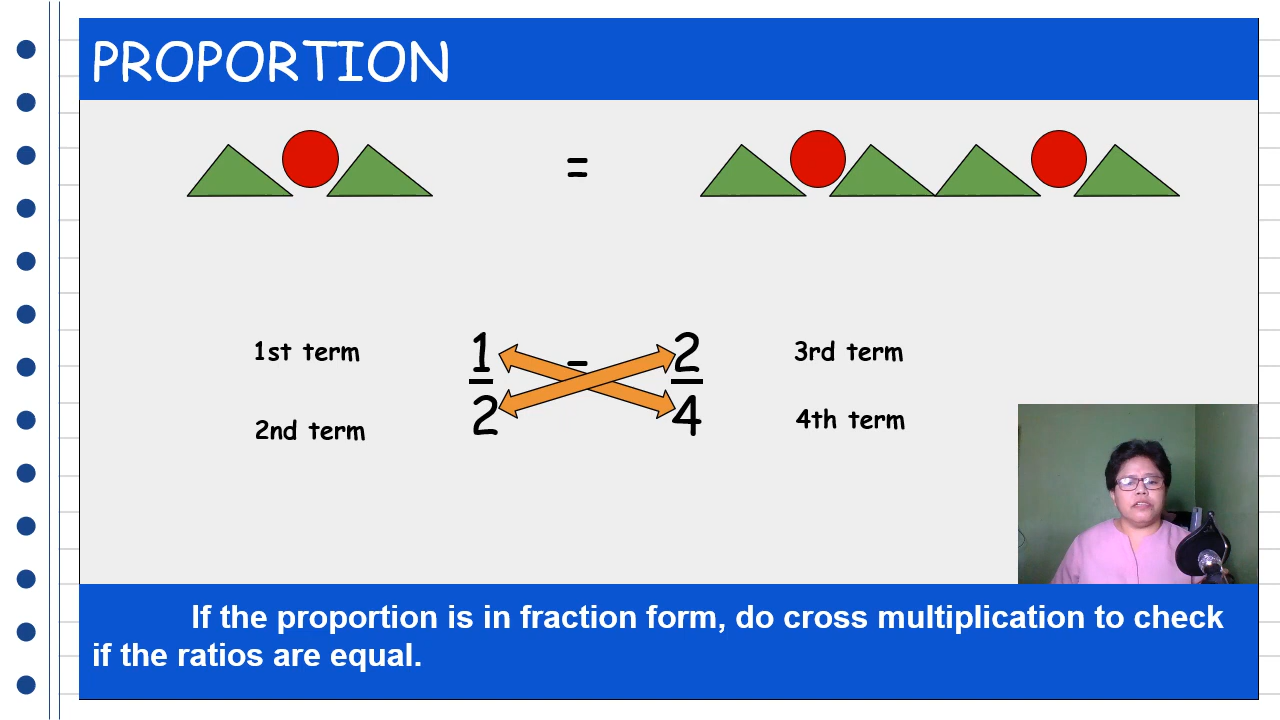 PROPORTION
=
1st term 1 = 2 3rd term
2nd term 2 4 4th term
If the proportion is in fraction form, do cross multiplication to check
if the ratios are equal.